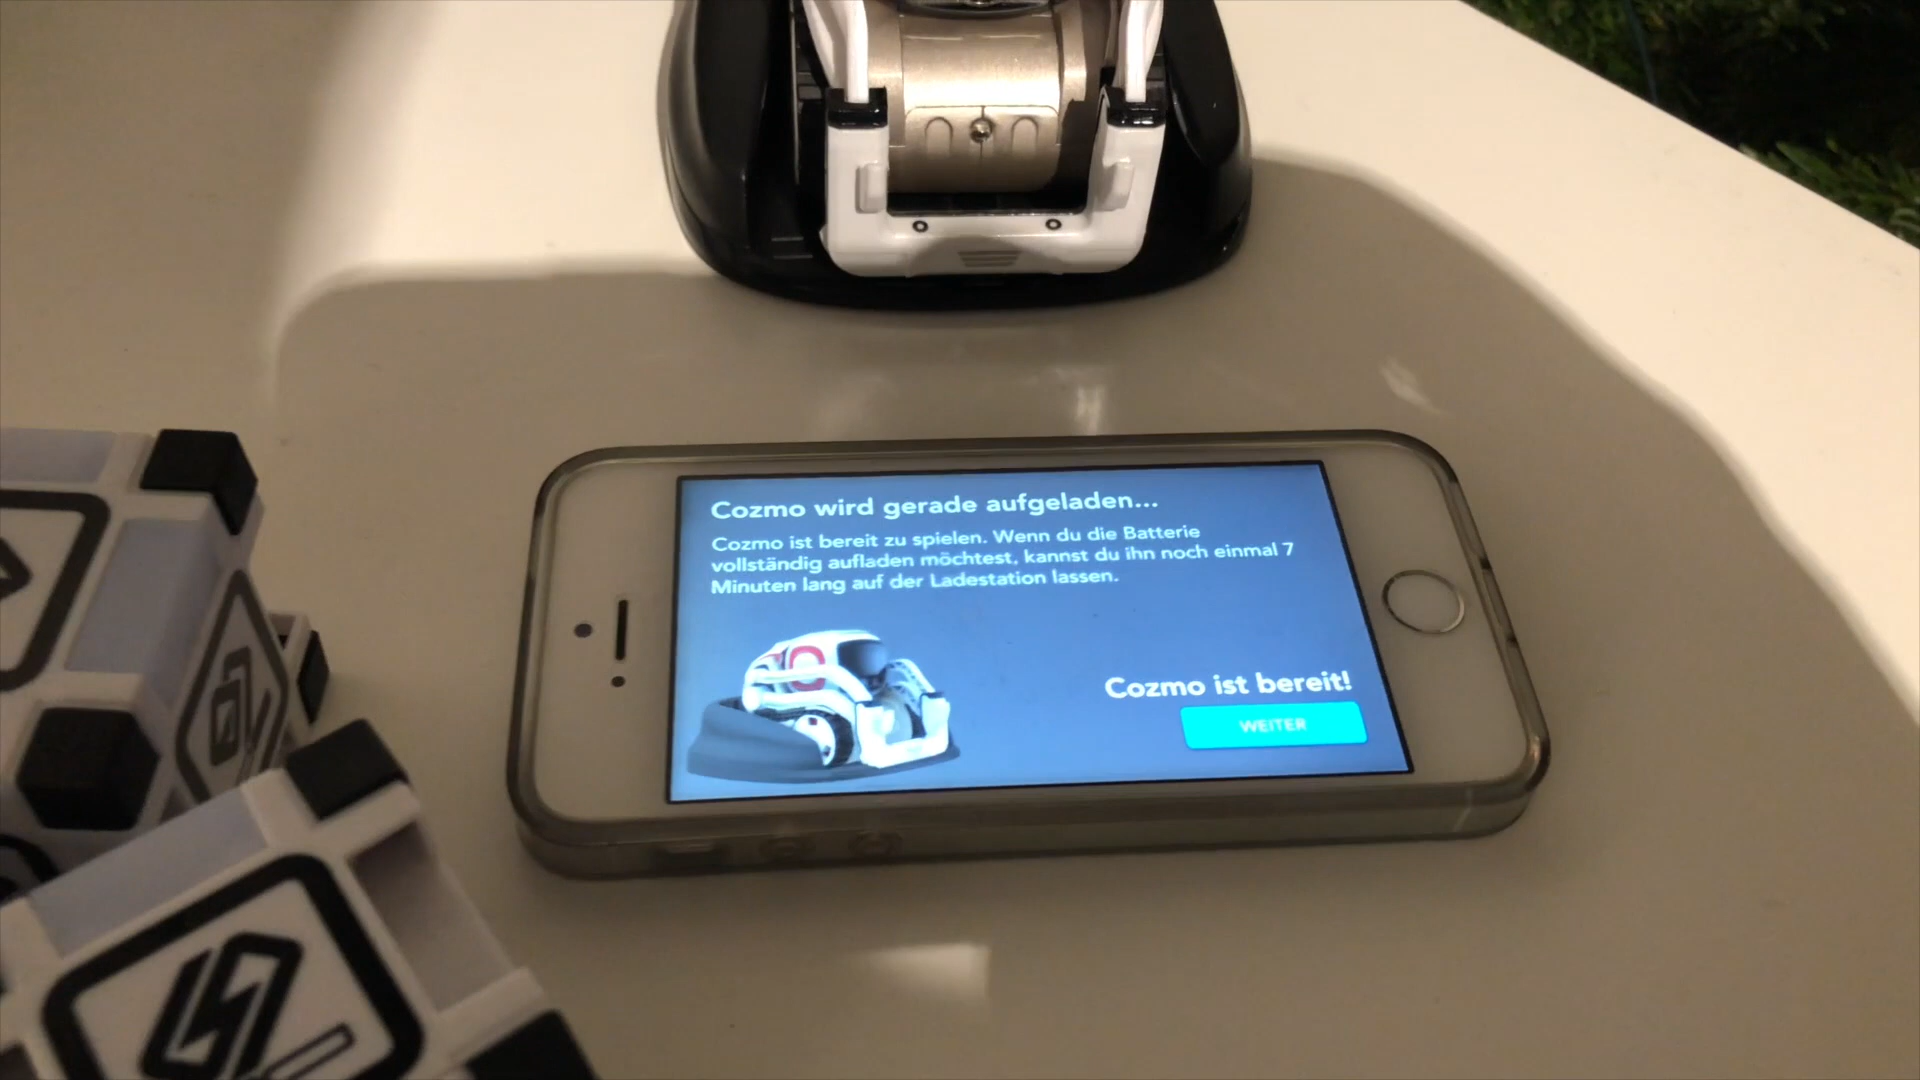 Cozmo wird gerade aufgeladen...
Cozmo ist bereit zu spielen. Wenn du die Batterie
vollständig aufladen möchtest, kannst du ihn noch einmal 7
Minuten lang auf der Ladestation lassen.
Cozmo ist bereit!
WEITER